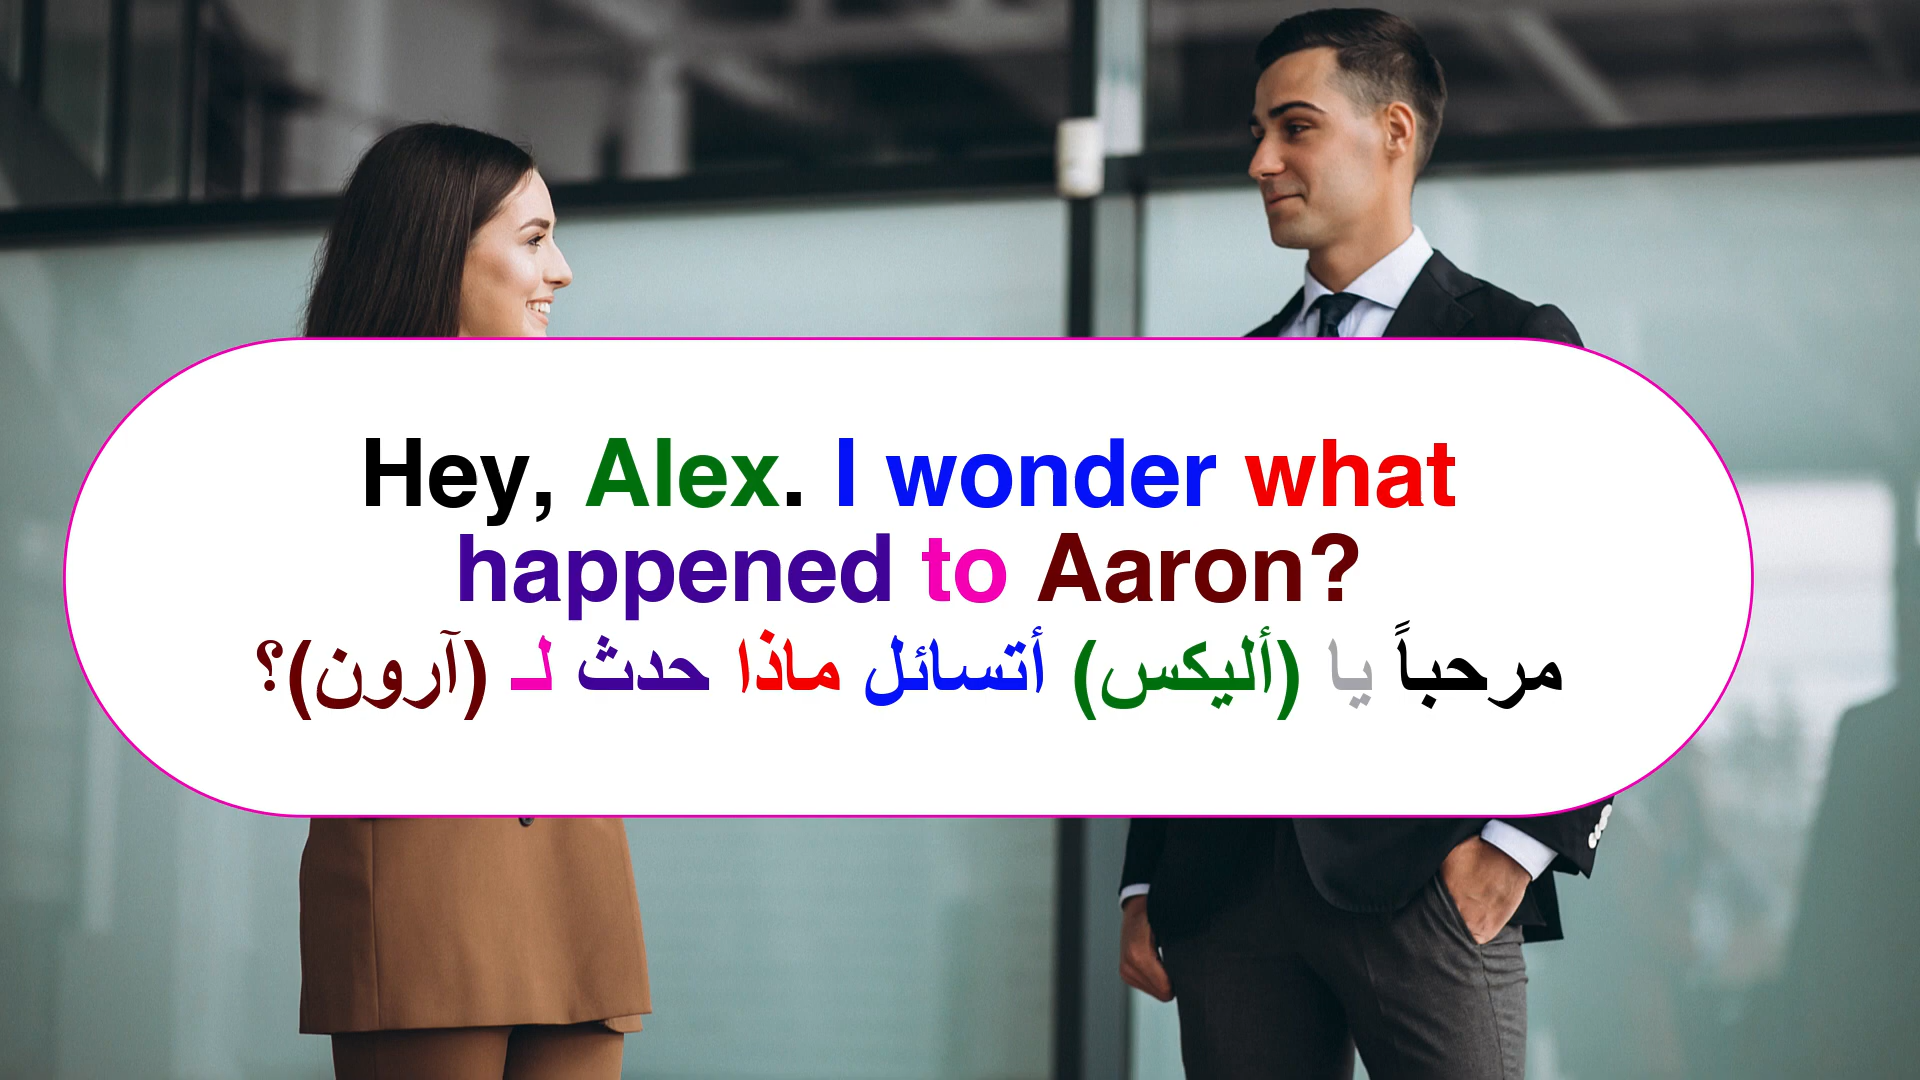 Hey, Alex. I wonder what
happened to Aaron?
مرحباً يا (أليكس) أتسائل ماذا حدث لـ (آرون)؟